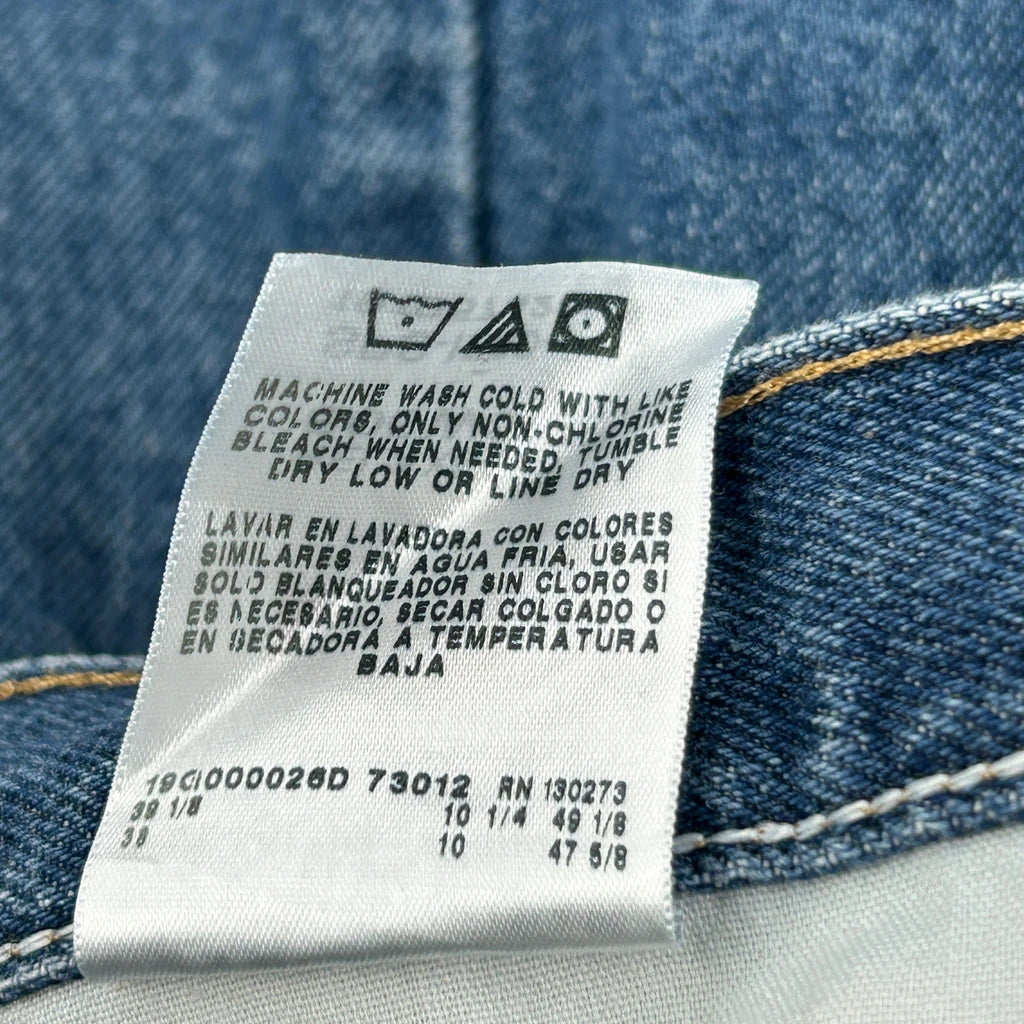 MACHINE WASH COLD WITH LIKE
COLORS, ONLY NON-CHLORINE
BLEACH WHEN NEEDED, TUMBLE
DRY LOW OR LINE DRY
LAVAR EN LAVADORA CON COLORES
SIMILARES EN AGUA FRIA, USAR
SOLO BLANQUEADOR SIN CLORO SI
ES NECESARIO, SECAR COLGADO O
EN SECADORA A TEMPERATURA
BAJA
73012 RN 130273
39 1/8 10 1/4 49 1/8
38 10 47 5/8